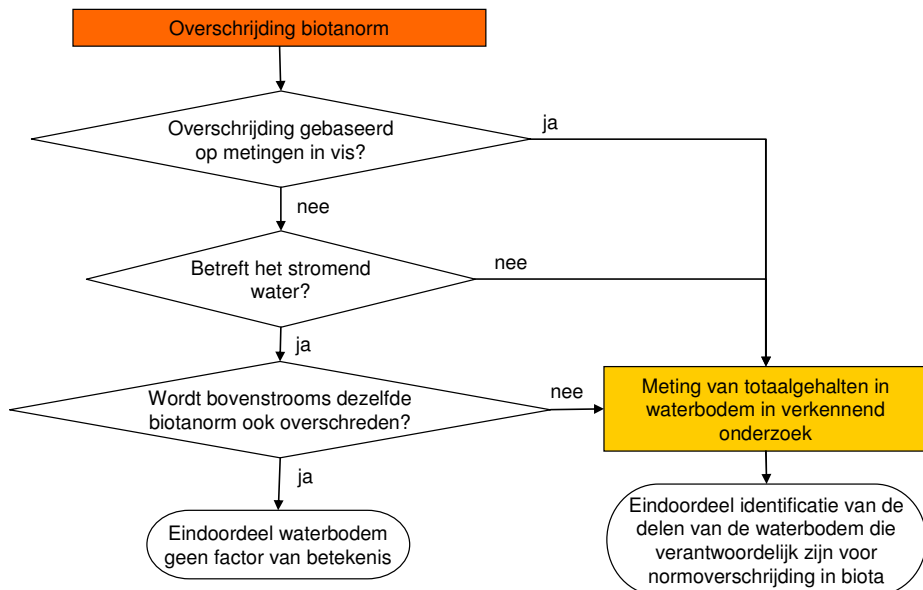 Overschrijding biotanorm
Overschrijding gebaseerd
op metingen in vis?
ja
nee
Betreft het stromend
water?
nee
ja
Wordt bovenstrooms dezelfde
biotanorm ook overschreden?
nee
Meting van totaalgehalten in
waterbodem in verkennend
onderzoek
ja
Eindoordeel waterbodem
geen factor van betekenis
Eindoordeel identificatie van de
delen van de waterbodem die
verantwoordelijk zijn voor
normoverschrijding in biota